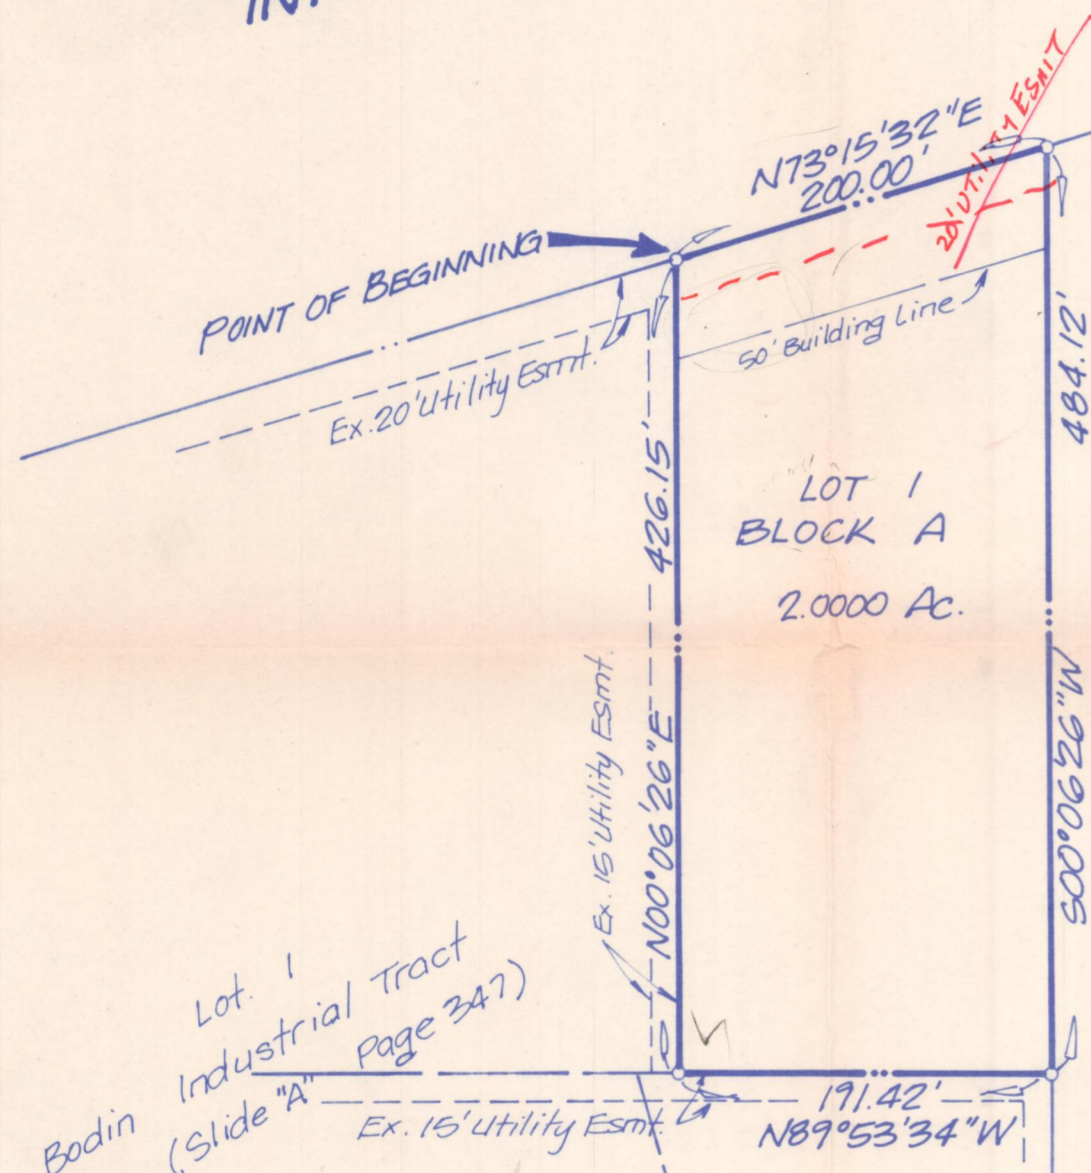 N73°15'32"E
200.00'
20' UTILITY ESMT
POINT OF BEGINNING
50' Building Line
Ex. 20' Utility Esmt.
484.12'
426.15'
LOT 1
BLOCK A
2.0000 Ac.
Ex. 15' Utility Esmt.
N00°06'26"E
S00°06'26"W
Lot. 1
Bodin Industrial Tract
(Slide "A" Page 347)
191.42'
Ex. 15' Utility Esmt.
N89°53'34"W